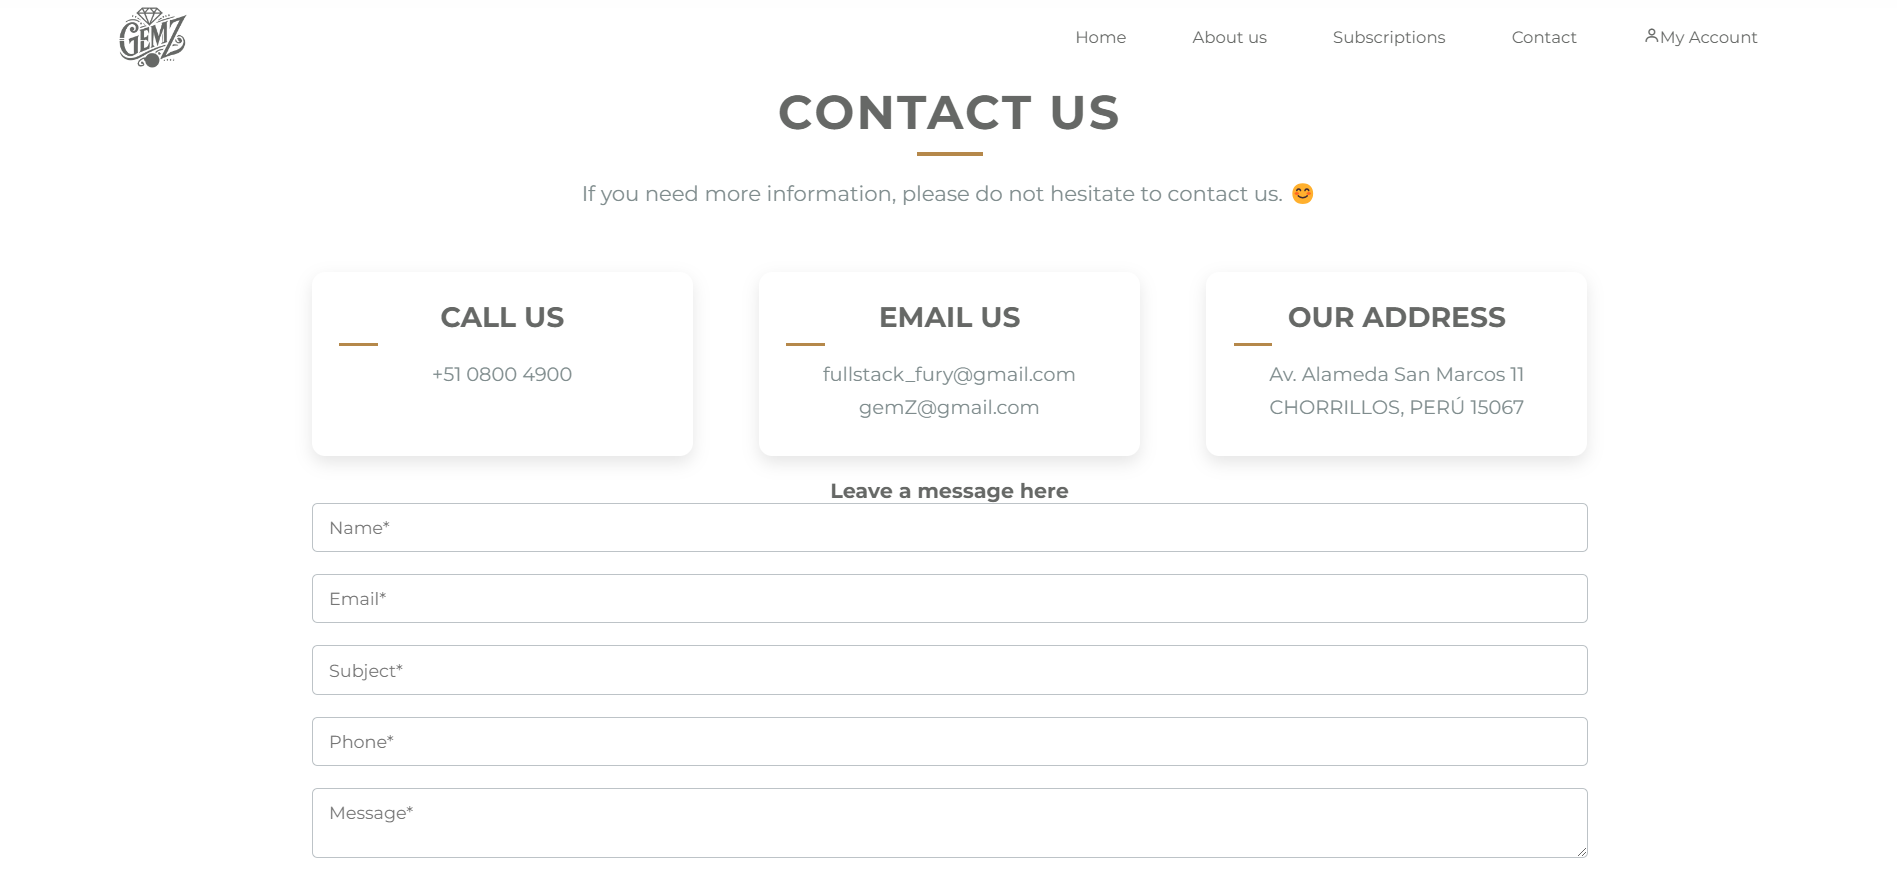 GEMZ
Home
About us
Subscriptions
Contact
My Account
CONTACT US
If you need more information, please do not hesitate to contact us. 😊
CALL US
+51 0800 4900
EMAIL US
fullstack_fury@gmail.com
gemZ@gmail.com
OUR ADDRESS
Av. Alameda San Marcos 11
CHORRILLOS, PERÚ 15067
Leave a message here
Name*
Email*
Subject*
Phone*
Message*